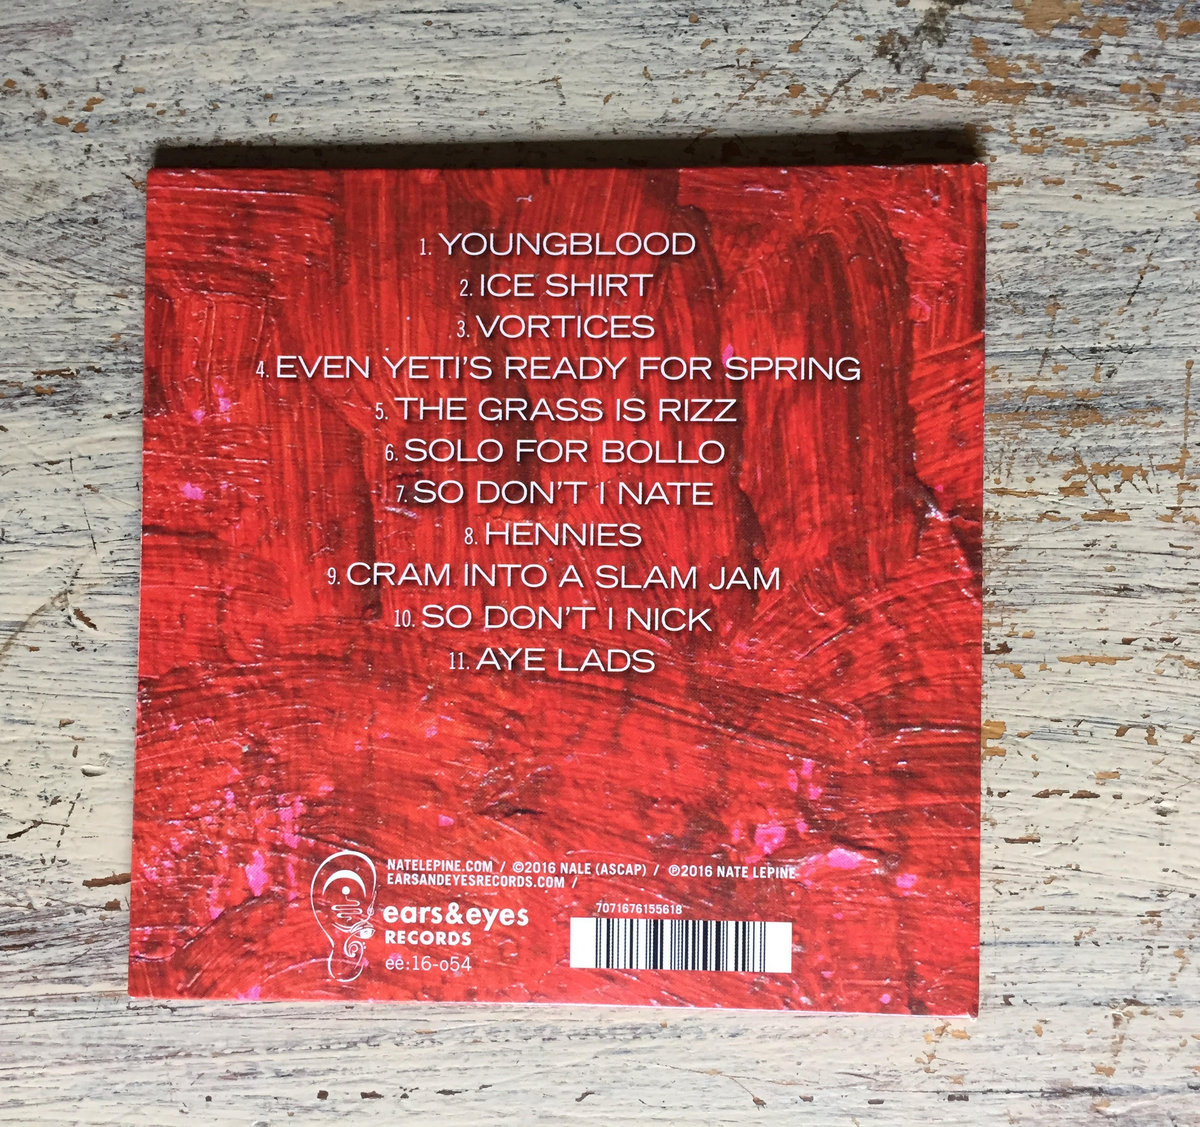 1. YOUNGBLOOD
2. ICE SHIRT
3. VORTICES
4. EVEN YETI'S READY FOR SPRING
5. THE GRASS IS RIZZ
6. SOLO FOR BOLLO
7. SO DON'T I NATE
8. HENNIES
9. CRAM INTO A SLAM JAM
10. SO DON'T I NICK
11. AYE LADS
NATELEPINE.COM / ©2016 NALE (ASCAP) / ℗2016 NATE LEPINE
EARSANDEYESRECORDS.COM /
ears&eyes
RECORDS
ee:16-o54
7071676155618